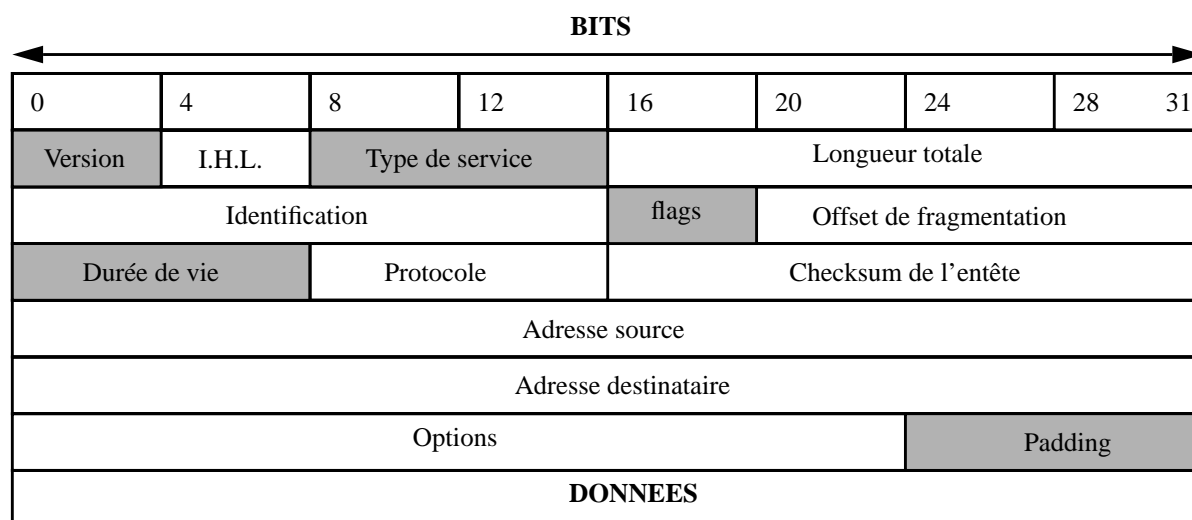 BITS
0 4 8 12 16 20 24 28 31
Version I.H.L. Type de service Longueur totale
Identification flags Offset de fragmentation
Durée de vie Protocole Checksum de l’entête
Adresse source
Adresse destinataire
Options Padding
DONNEES